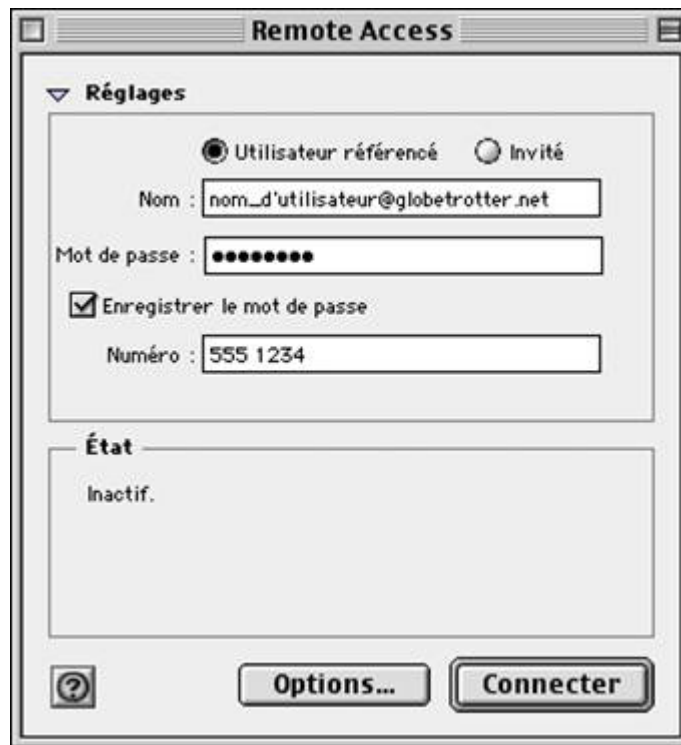 Remote Access
Réglages
Utilisateur référencé Invité
Nom : nom_d'utilisateur@globetrotter.net
Mot de passe : ●●●●●●●●
Enregistrer le mot de passe
Numéro : 555 1234
État
Inactif.
? Options... Connecter